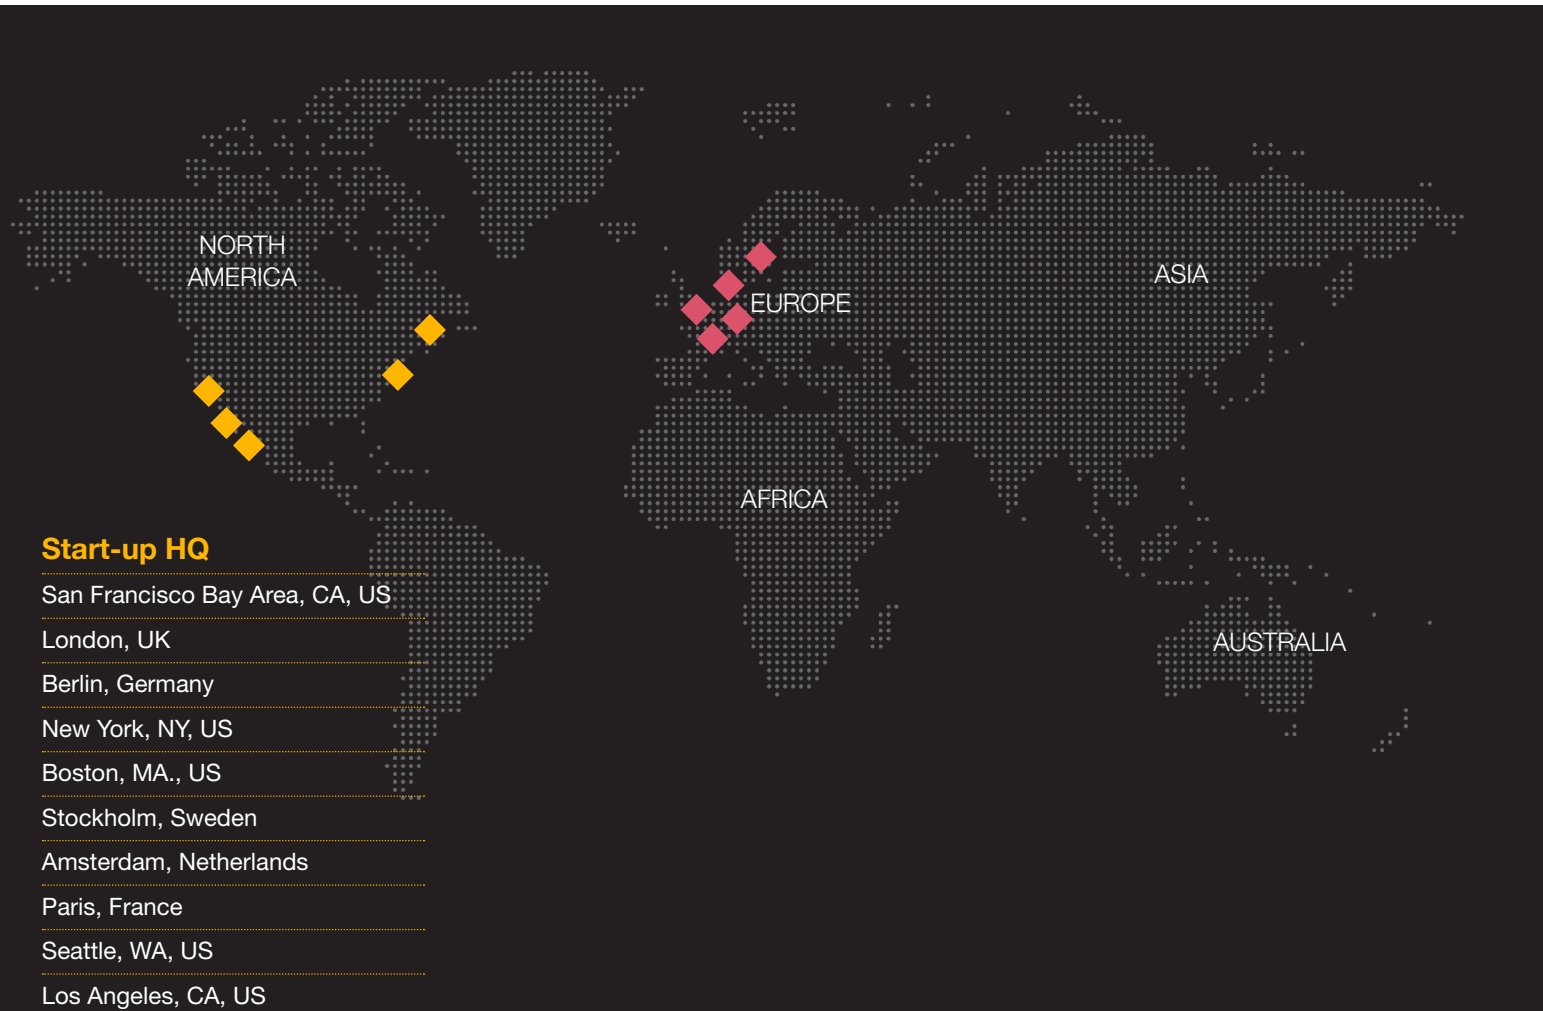 NORTH
AMERICA
EUROPE
ASIA
AFRICA
AUSTRALIA
Start-up HQ
San Francisco Bay Area, CA, US
London, UK
Berlin, Germany
New York, NY, US
Boston, MA., US
Stockholm, Sweden
Amsterdam, Netherlands
Paris, France
Seattle, WA, US
Los Angeles, CA, US